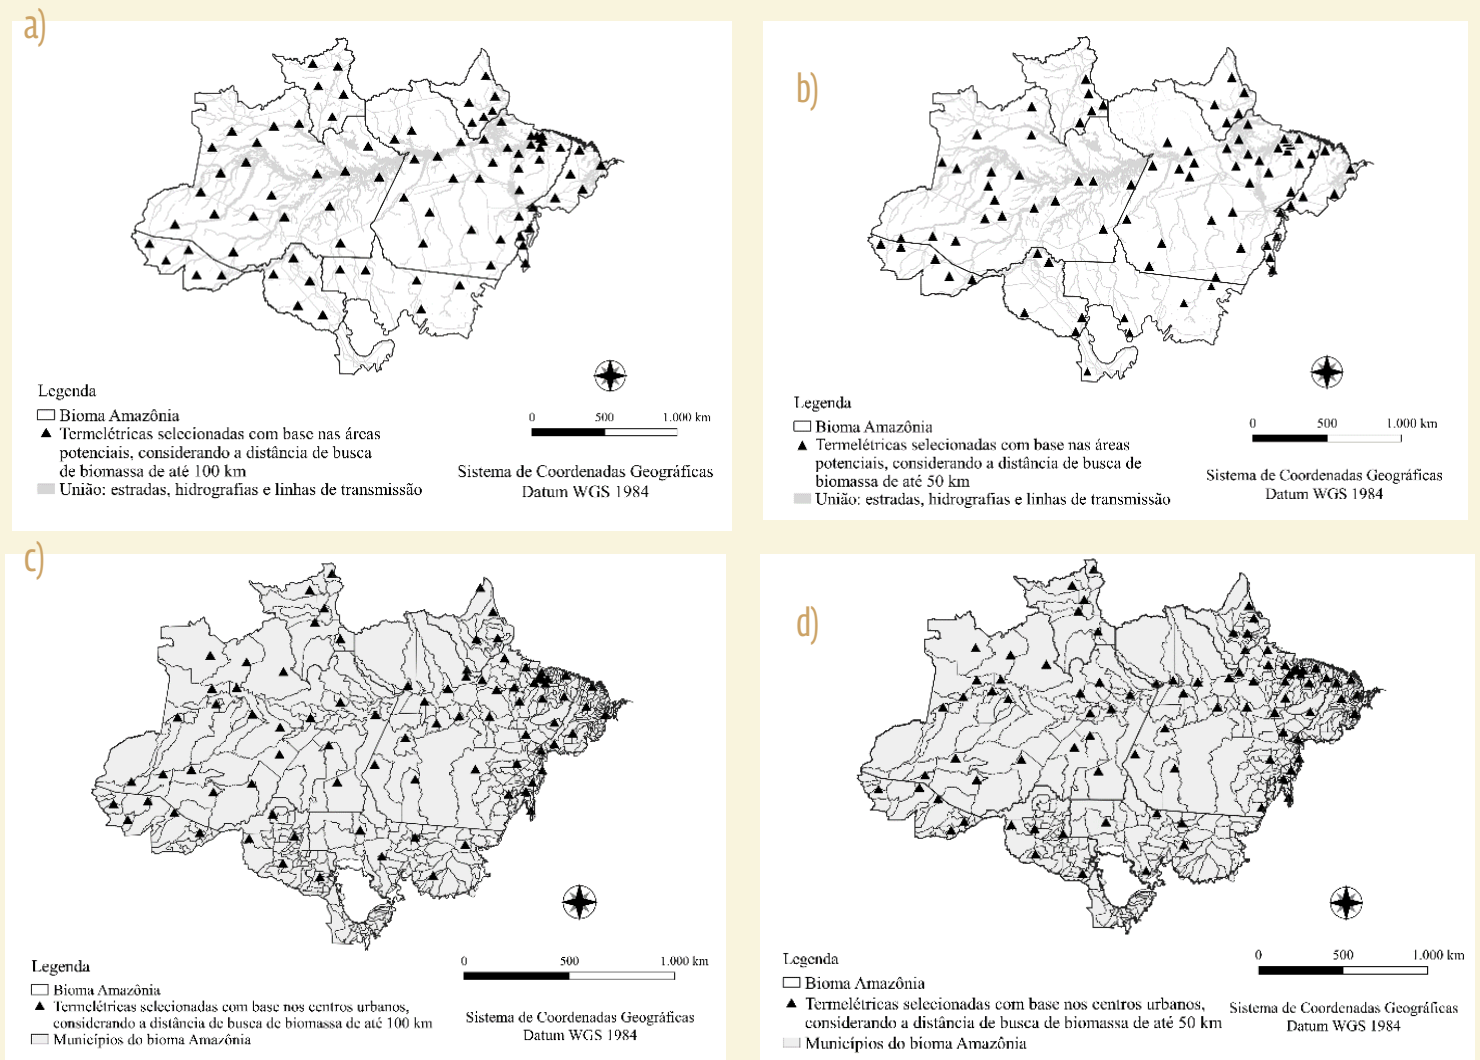 a)
Legenda
Bioma Amazônia
Termelétricas selecionadas com base nas áreas
potenciais, considerando a distância de busca
de biomassa de até 100 km
União: estradas, hidrografias e linhas de transmissão
0 500 1.000 km
Sistema de Coordenadas Geográficas
Datum WGS 1984
b)
Legenda
Bioma Amazônia
Termelétricas selecionadas com base nas áreas
potenciais, considerando a distância de busca de
biomassa de até 50 km
União: estradas, hidrografias e linhas de transmissão
0 500 1.000 km
Sistema de Coordenadas Geográficas
Datum WGS 1984
c)
Legenda
Bioma Amazônia
Termelétricas selecionadas com base nos centros urbanos,
considerando a distância de busca de biomassa de até 100 km
Municípios do bioma Amazônia
0 500 1.000 km
Sistema de Coordenadas Geográficas
Datum WGS 1984
d)
Legenda
Bioma Amazônia
Termelétricas selecionadas com base nos centros urbanos,
considerando a distância de busca de biomassa de até 50 km
Municípios do bioma Amazônia
0 500 1.000 km
Sistema de Coordenadas Geográficas
Datum WGS 1984